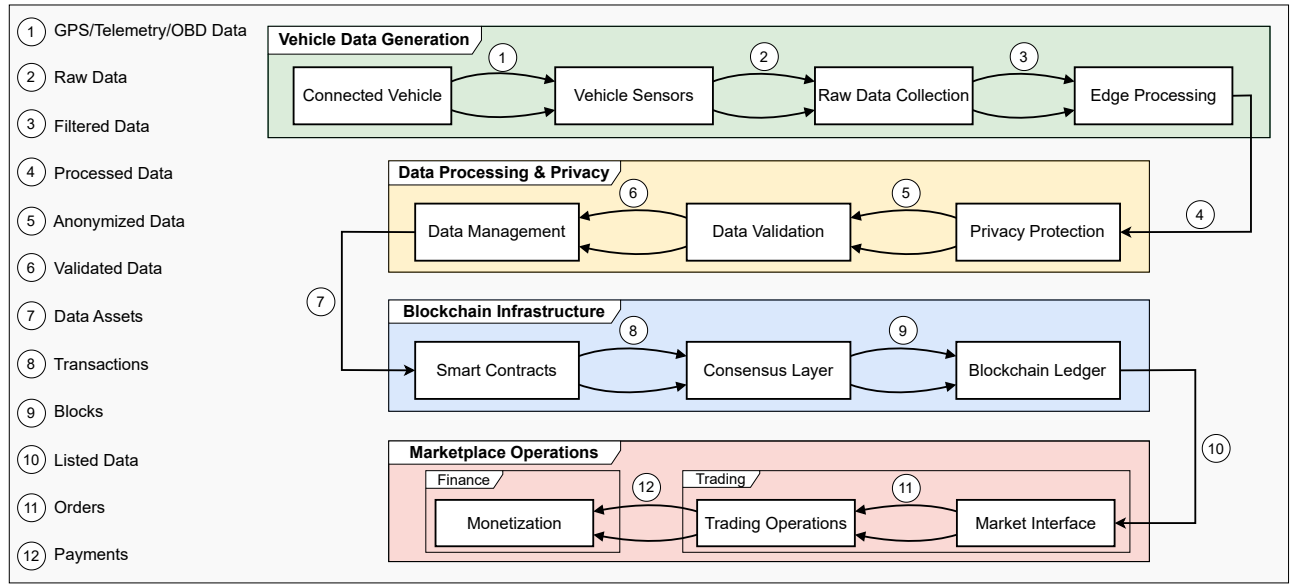 1 GPS/Telemetry/OBD Data
2 Raw Data
3 Filtered Data
4 Processed Data
5 Anonymized Data
6 Validated Data
7 Data Assets
8 Transactions
9 Blocks
10 Listed Data
11 Orders
12 Payments
Vehicle Data Generation
1 2 3
Connected Vehicle Vehicle Sensors Raw Data Collection Edge Processing
Data Processing & Privacy
6 5 4
Data Management Data Validation Privacy Protection
7
Blockchain Infrastructure
8 9
Smart Contracts Consensus Layer Blockchain Ledger
10
Marketplace Operations
Finance Trading
12 11
Monetization Trading Operations Market Interface